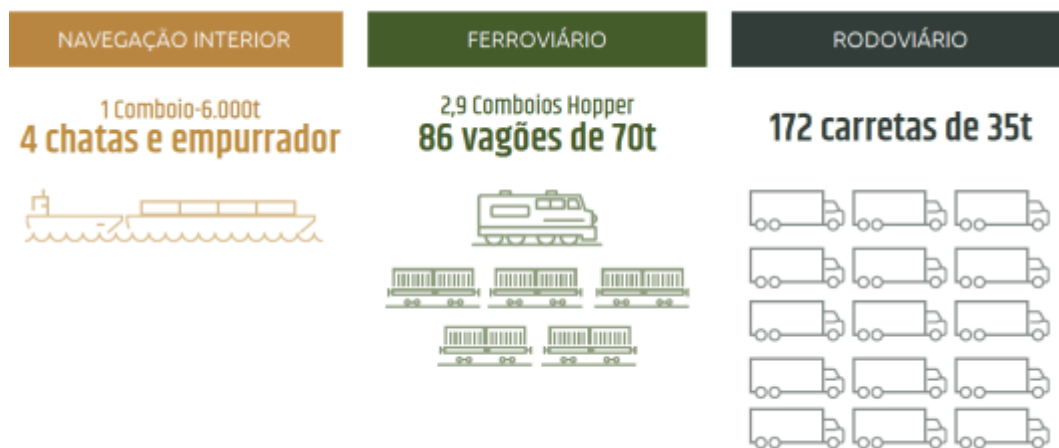 NAVEGAÇÃO INTERIOR
1 Comboio-6.000t
4 chatas e empurrador
FERROVIÁRIO
2,9 Comboios Hopper
86 vagões de 70t
RODOVIÁRIO
172 carretas de 35t